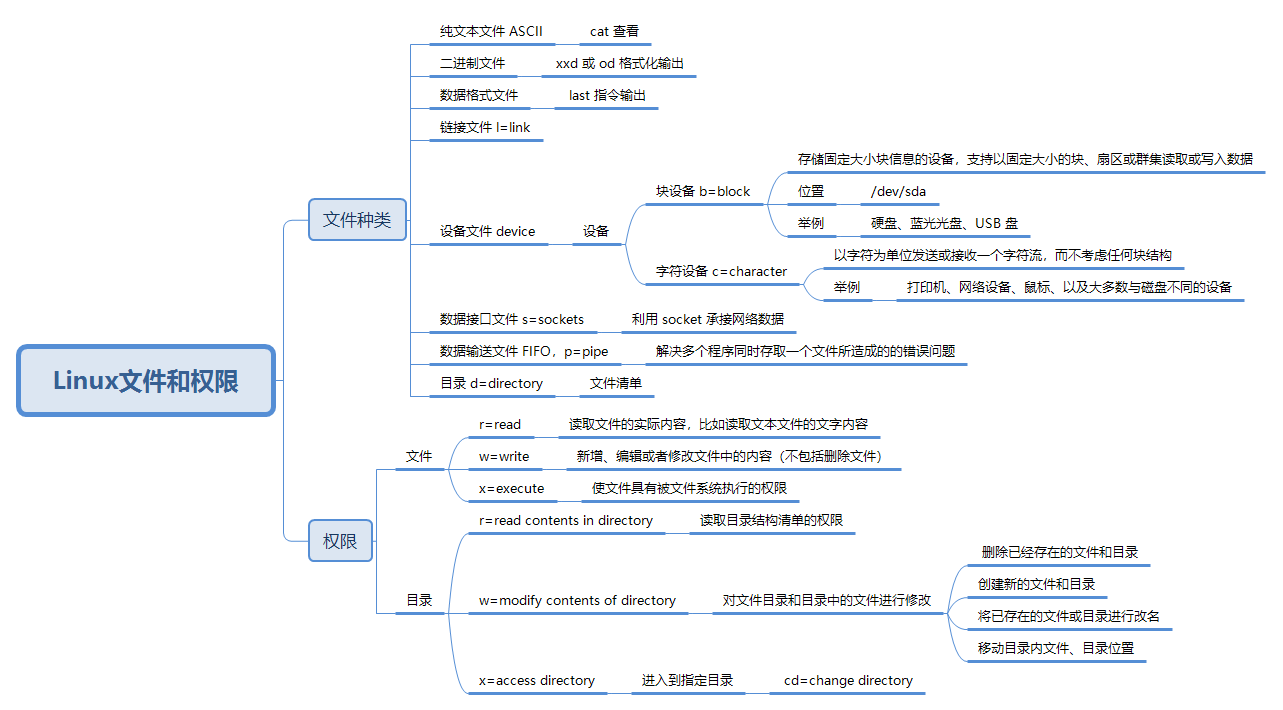 Linux文件和权限
文件种类
纯文本文件 ASCII
cat 查看
二进制文件
xxd 或 od 格式化输出
数据格式文件
last 指令输出
链接文件 l=link
设备文件 device
设备
块设备 b=block
存储固定大小块信息的设备，支持以固定大小的块、扇区或群集读取或写入数据
位置
/dev/sda
举例
硬盘、蓝光光盘、USB 盘
字符设备 c=character
以字符为单位发送或接收一个字符流，而不考虑任何块结构
举例
打印机、网络设备、鼠标、以及大多数与磁盘不同的设备
数据接口文件 s=sockets
利用 socket 承接网络数据
数据输送文件 FIFO，p=pipe
解决多个程序同时存取一个文件所造成的的错误问题
目录 d=directory
文件清单
权限
文件
r=read
读取文件的实际内容，比如读取文本文件的文字内容
w=write
新增、编辑或者修改文件中的内容（不包括删除文件）
x=execute
使文件具有被文件系统执行的权限
目录
r=read contents in directory
读取目录结构清单的权限
w=modify contents of directory
对文件目录和目录中的文件进行修改
删除已经存在的文件和目录
创建新的文件和目录
将已存在的文件或目录进行改名
移动目录内文件、目录位置
x=access directory
进入到指定目录
cd=change directory